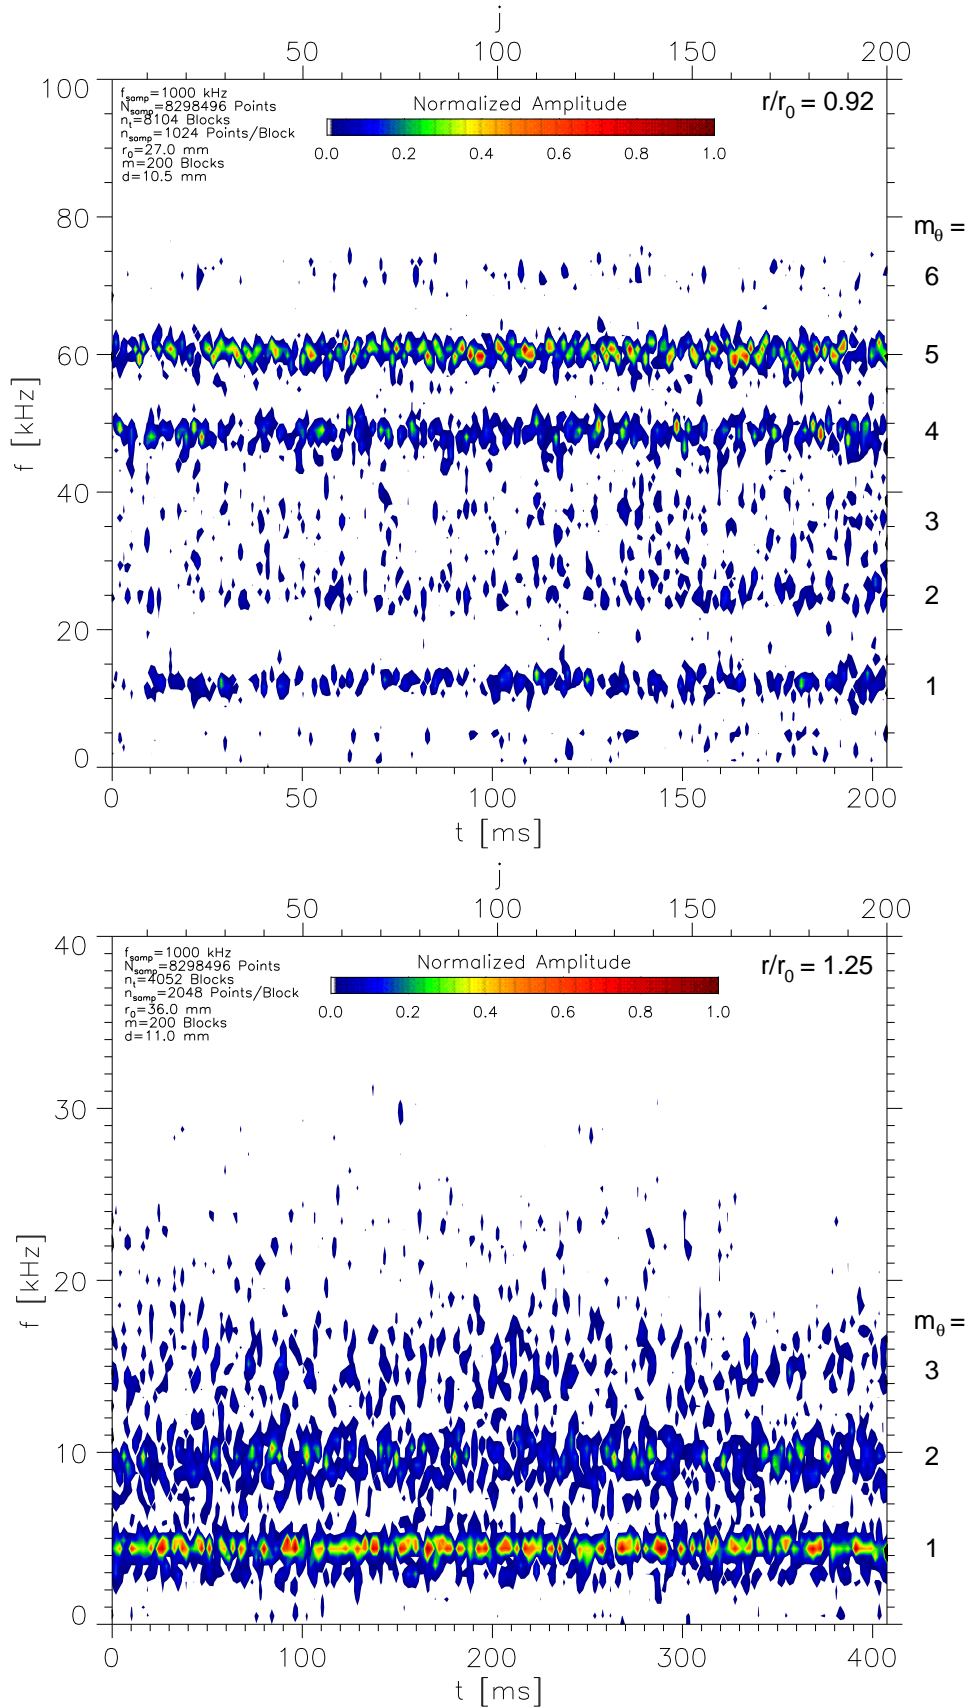 j
50 100 150 200
100
80
60
40
20
0
f [kHz]
f_samp=1000 kHz
N_samp=8298496 Points
n_t=8104 Blocks
n_samp=1024 Points/Block
r_0=27.0 mm
m=200 Blocks
d=10.5 mm
Normalized Amplitude
0.0 0.2 0.4 0.6 0.8 1.0
r/r_0 = 0.92
m_θ =
6
5
4
3
2
1
0 50 100 150 200
t [ms]
j
50 100 150 200
40
30
20
10
0
f [kHz]
f_samp=1000 kHz
N_samp=8298496 Points
n_t=4052 Blocks
n_samp=2048 Points/Block
r_0=36.0 mm
m=200 Blocks
d=11.0 mm
Normalized Amplitude
0.0 0.2 0.4 0.6 0.8 1.0
r/r_0 = 1.25
m_θ =
3
2
1
0 100 200 300 400
t [ms]